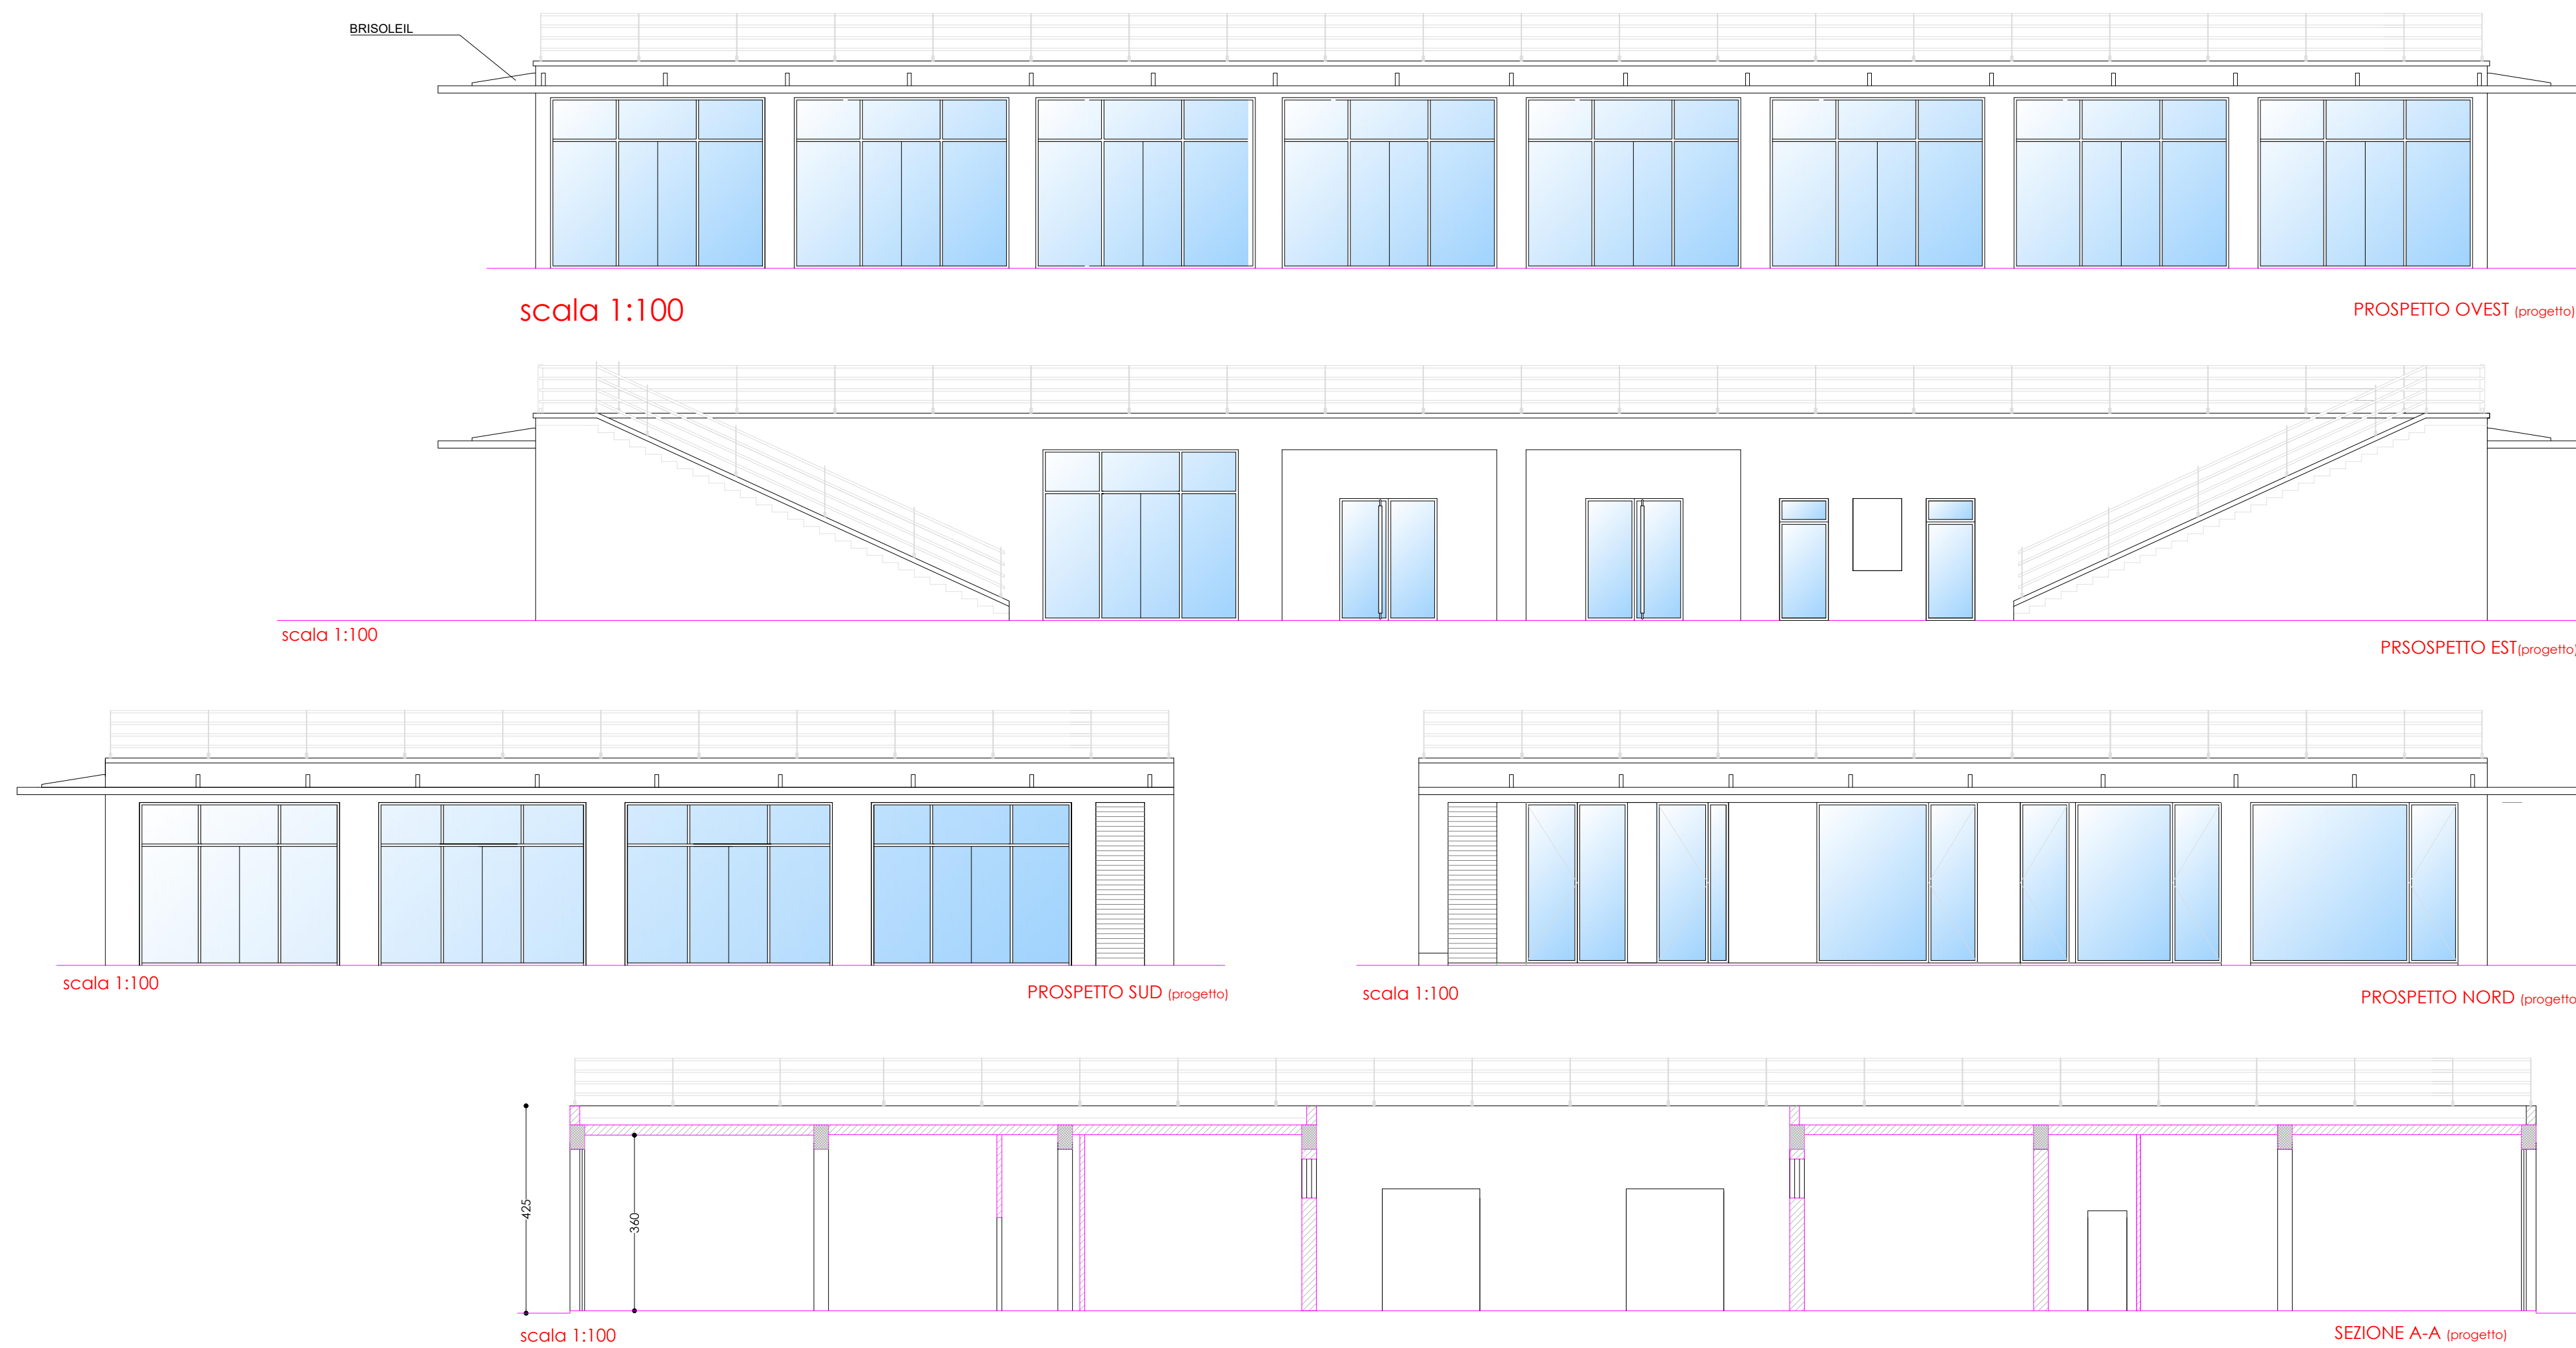 BRISOLEIL
scala 1:100
PROSPETTO OVEST (progetto)
scala 1:100
PRSOSPETTO EST(progetto)
scala 1:100
PROSPETTO SUD (progetto)
scala 1:100
PROSPETTO NORD (progetto
425
360
scala 1:100
SEZIONE A-A (progetto)